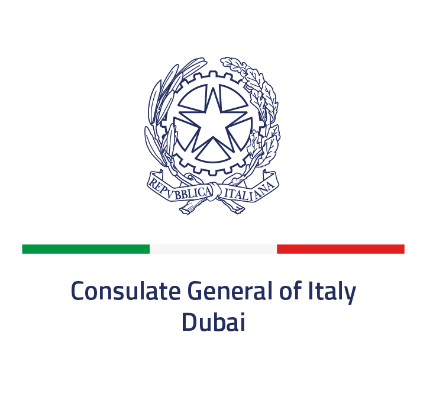 REPVBBLICA ITALIANA
Consulate General of Italy
Dubai